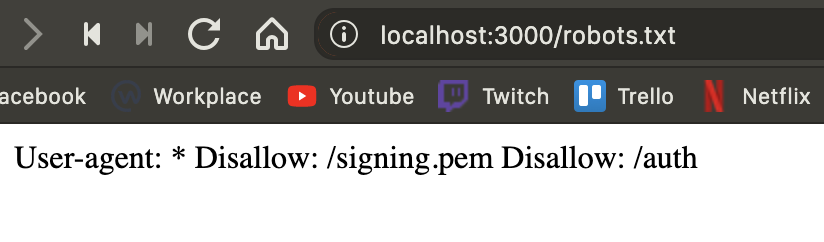 localhost:3000/robots.txt
acebook Workplace Youtube Twitch Trello Netflix
User-agent: * Disallow: /signing.pem Disallow: /auth